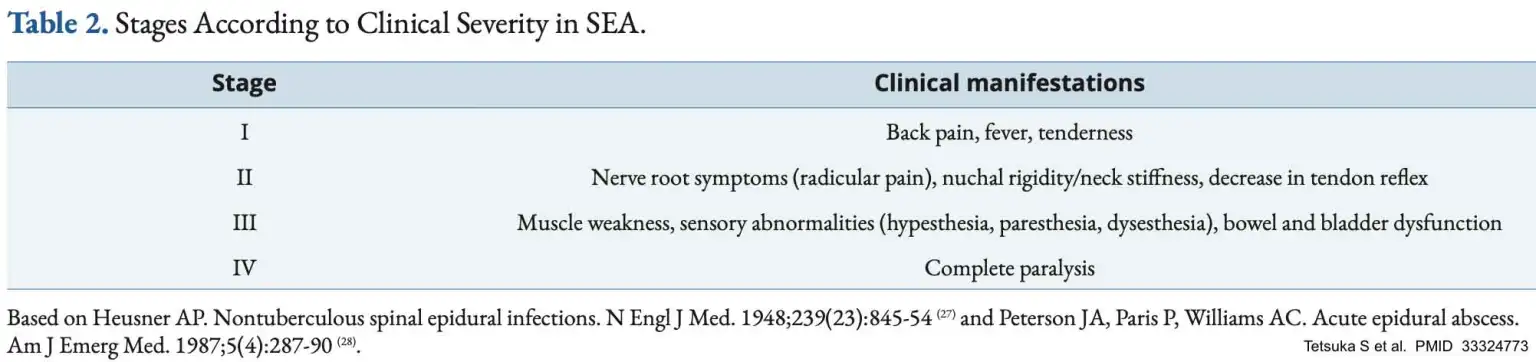 Table 2. Stages According to Clinical Severity in SEA.
Stage Clinical manifestations
I Back pain, fever, tenderness
II Nerve root symptoms (radicular pain), nuchal rigidity/neck stiffness, decrease in tendon reflex
III Muscle weakness, sensory abnormalities (hypesthesia, paresthesia, dysesthesia), bowel and bladder dysfunction
IV Complete paralysis
Based on Heusner AP. Nontuberculous spinal epidural infections. N Engl J Med. 1948;239(23):845-54 (27) and Peterson JA, Paris P, Williams AC. Acute epidural abscess.
Am J Emerg Med. 1987;5(4):287-90 (28).
Tetsuka S et al. PMID 33324773